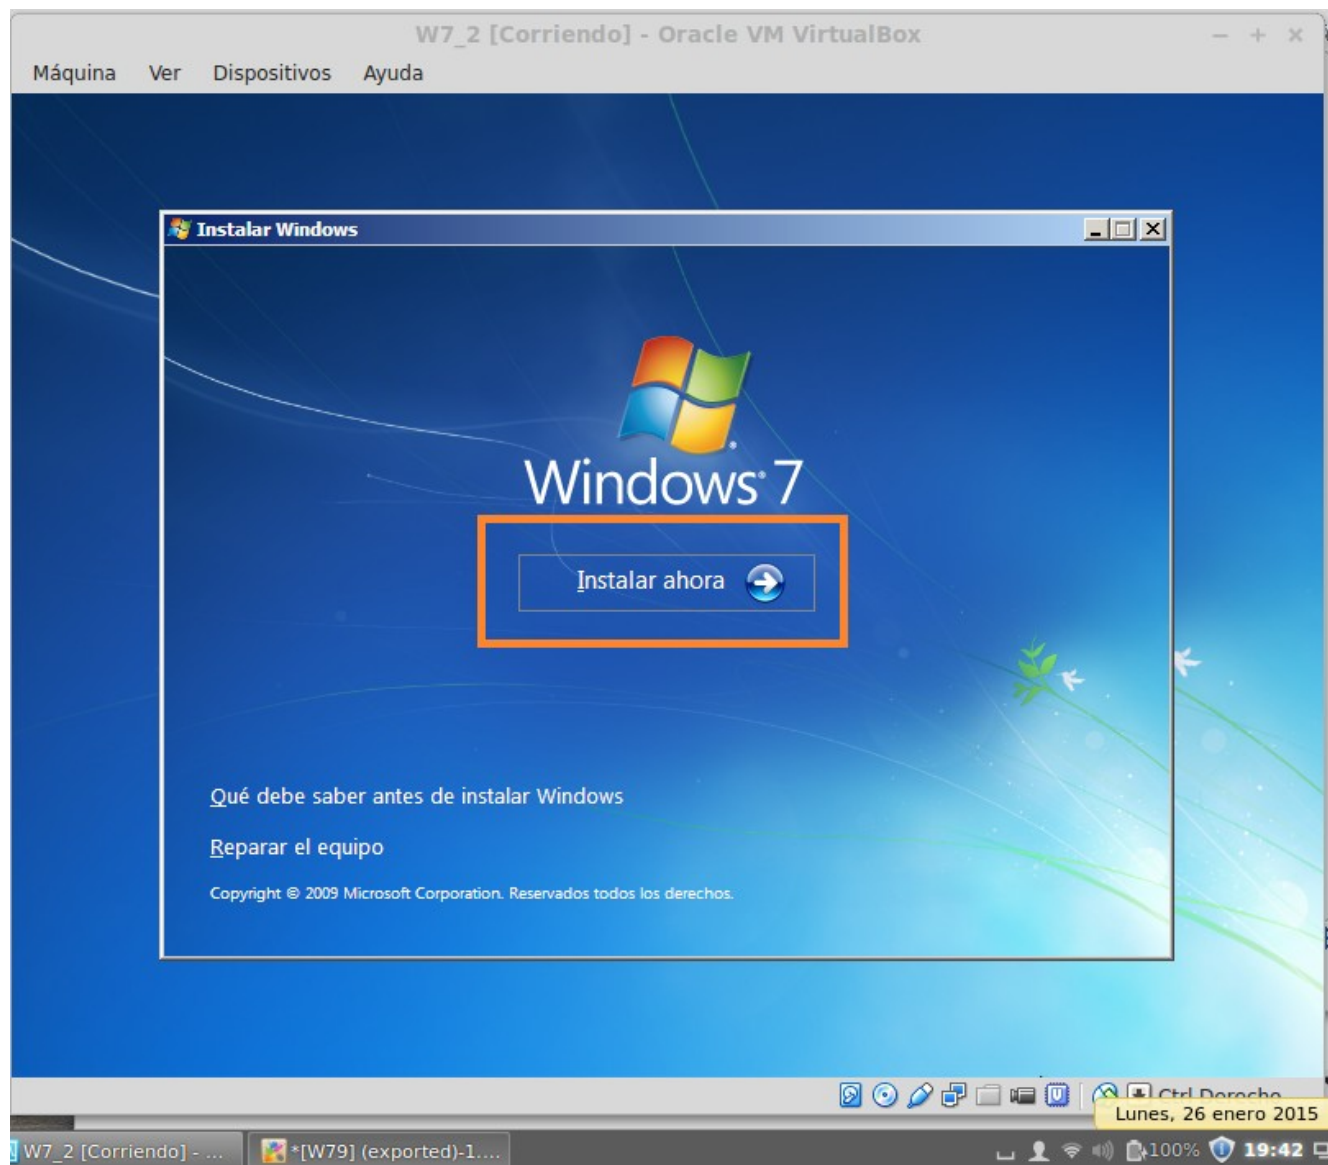 W7_2 [Corriendo] - Oracle VM VirtualBox
Máquina Ver Dispositivos Ayuda
Instalar Windows
Windows 7
Instalar ahora
Qué debe saber antes de instalar Windows
Reparar el equipo
Copyright © 2009 Microsoft Corporation. Reservados todos los derechos.
Ctrl Derecho
Lunes, 26 enero 2015
W7_2 [Corriendo] - ...
*[W79] (exported)-1....
100%
19:42